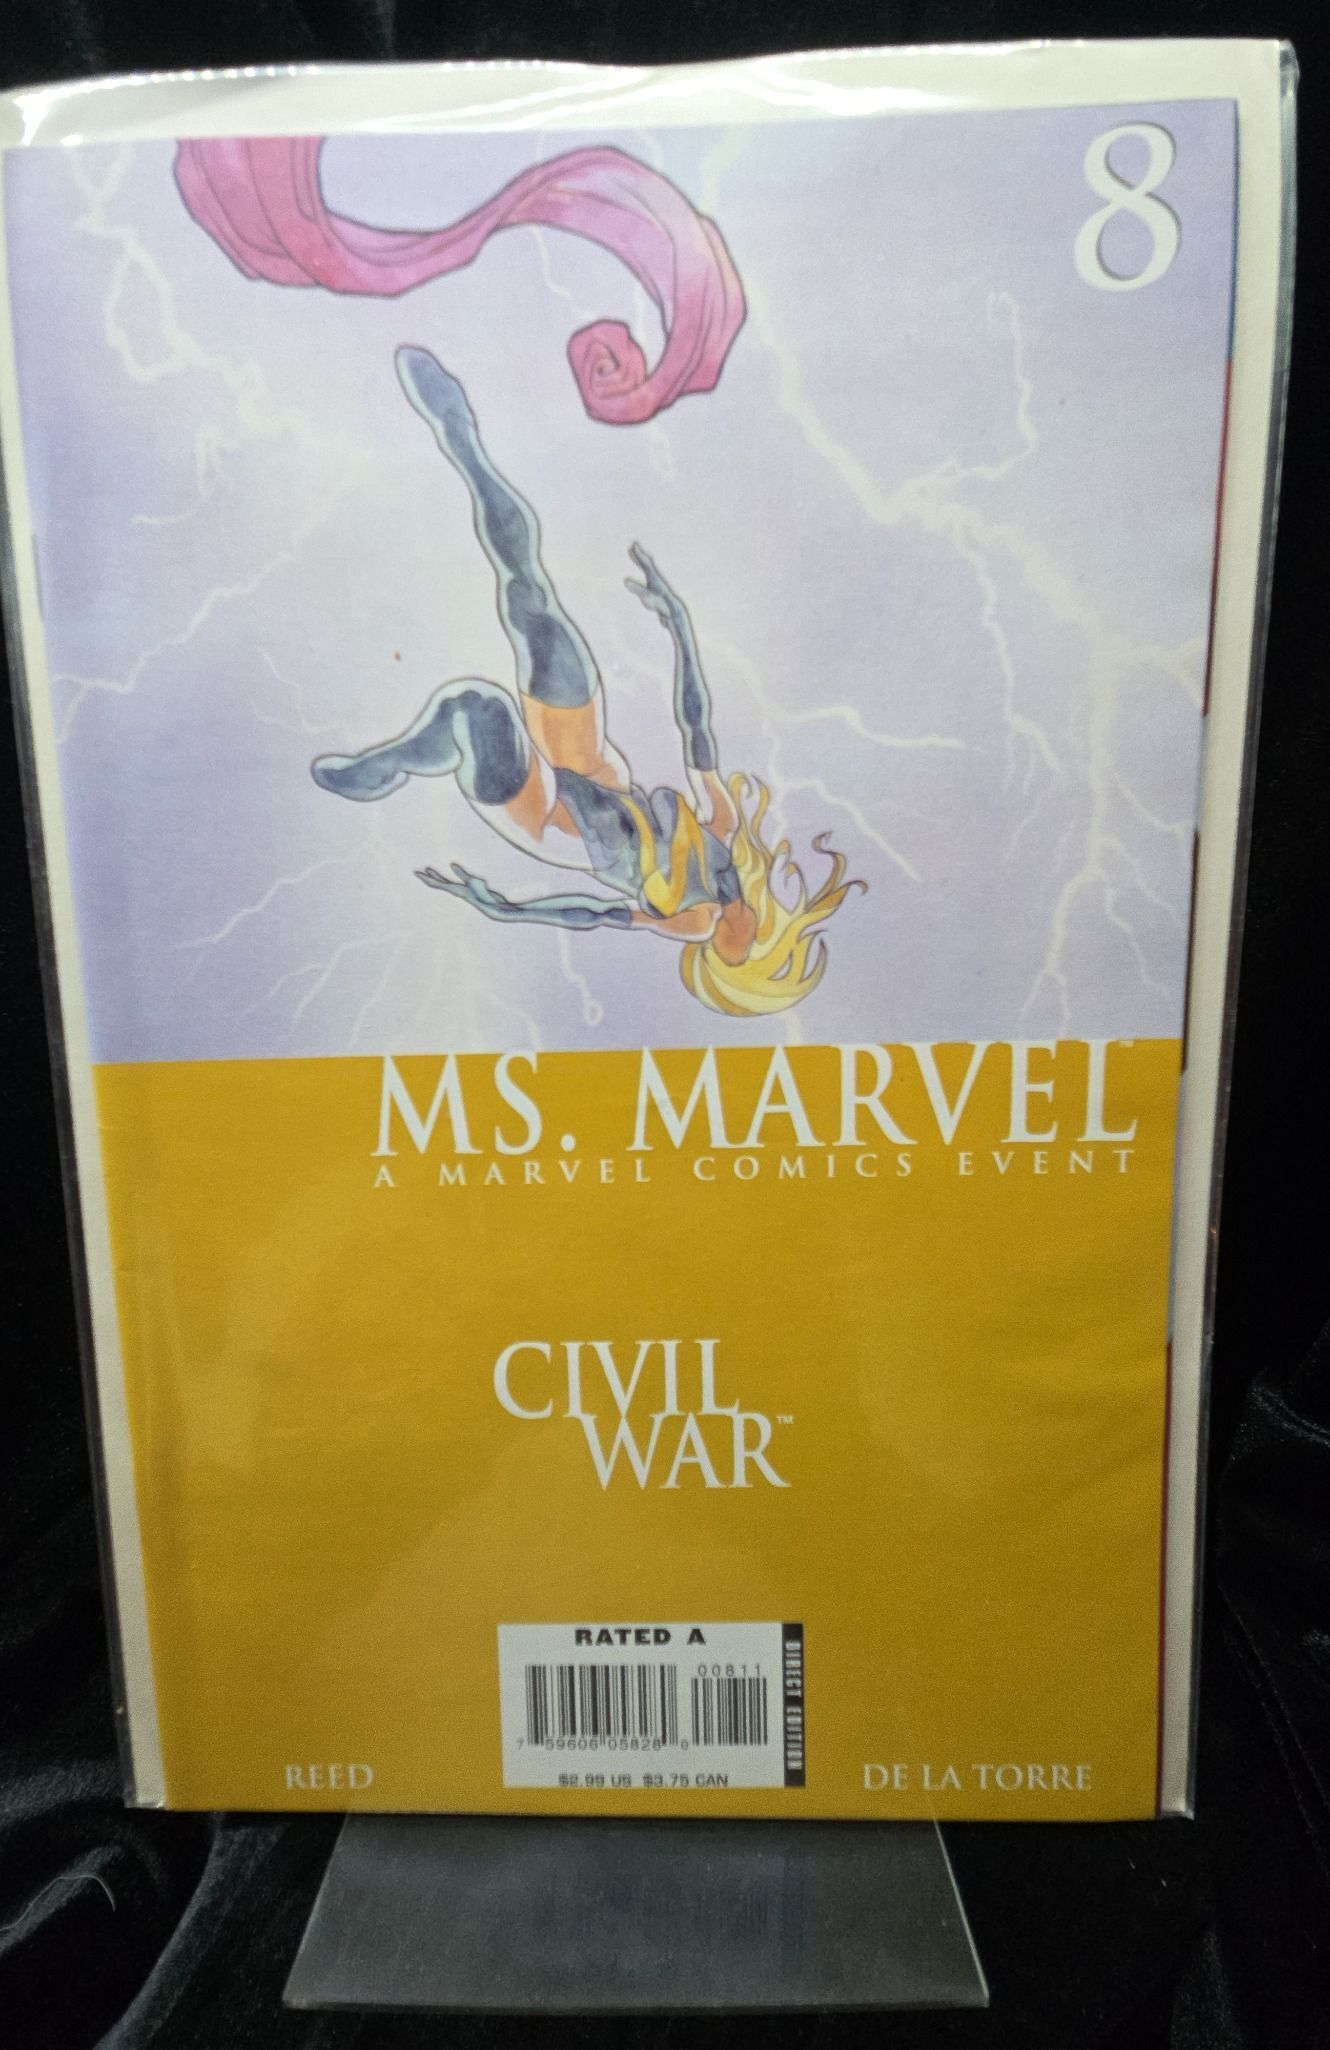 8
MS. MARVEL
A MARVEL COMICS EVENT
CIVIL
WAR™
RATED A
00811
7 59606 05828 0
DIRECT EDITION
$2.99 US $3.75 CAN
REED
DE LA TORRE